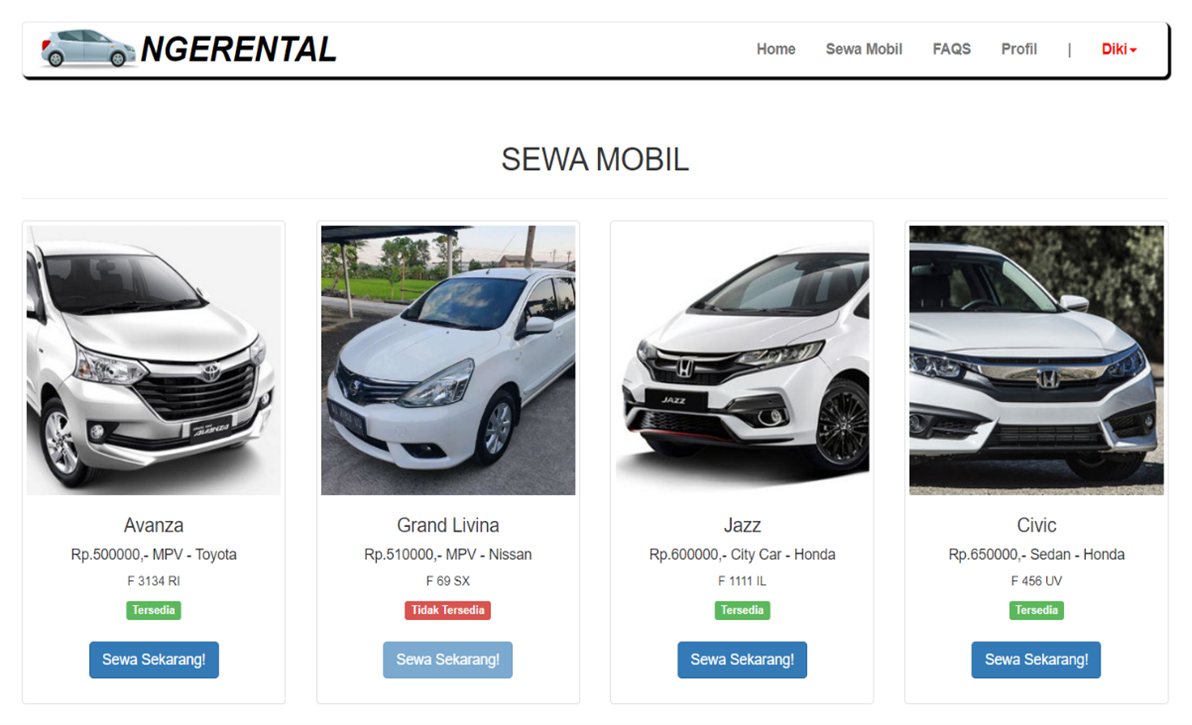 NGERENTAL
Home Sewa Mobil FAQS Profil | Diki
SEWA MOBIL
AVANZA
JAZZ
Avanza
Rp.500000,- MPV - Toyota
F 3134 RI
Tersedia
Sewa Sekarang!
Grand Livina
Rp.510000,- MPV - Nissan
F 69 SX
Tidak Tersedia
Sewa Sekarang!
Jazz
Rp.600000,- City Car - Honda
F 1111 IL
Tersedia
Sewa Sekarang!
Civic
Rp.650000,- Sedan - Honda
F 456 UV
Tersedia
Sewa Sekarang!